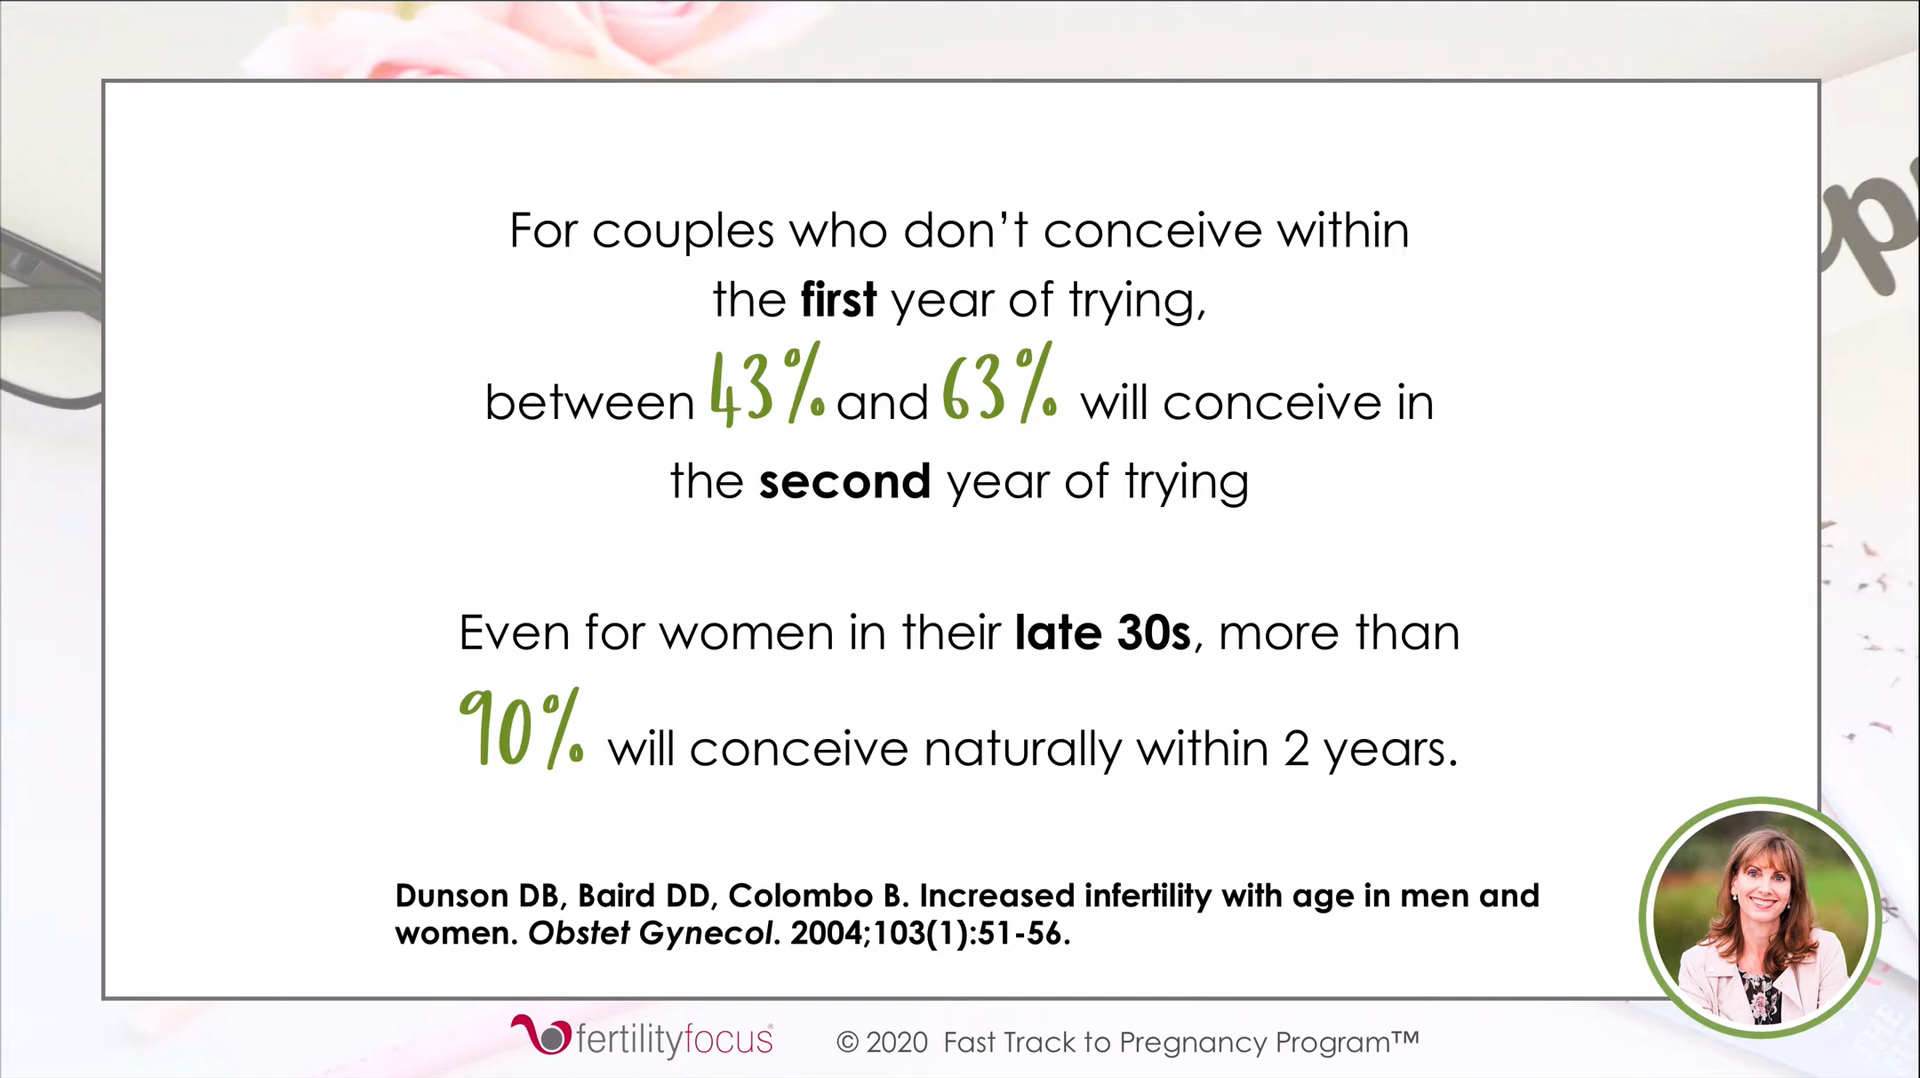 For couples who don’t conceive within
the first year of trying,
between 43% and 63% will conceive in
the second year of trying
Even for women in their late 30s, more than
90% will conceive naturally within 2 years.
Dunson DB, Baird DD, Colombo B. Increased infertility with age in men and
women. Obstet Gynecol. 2004;103(1):51-56.
fertilityfocus® © 2020 Fast Track to Pregnancy Program™